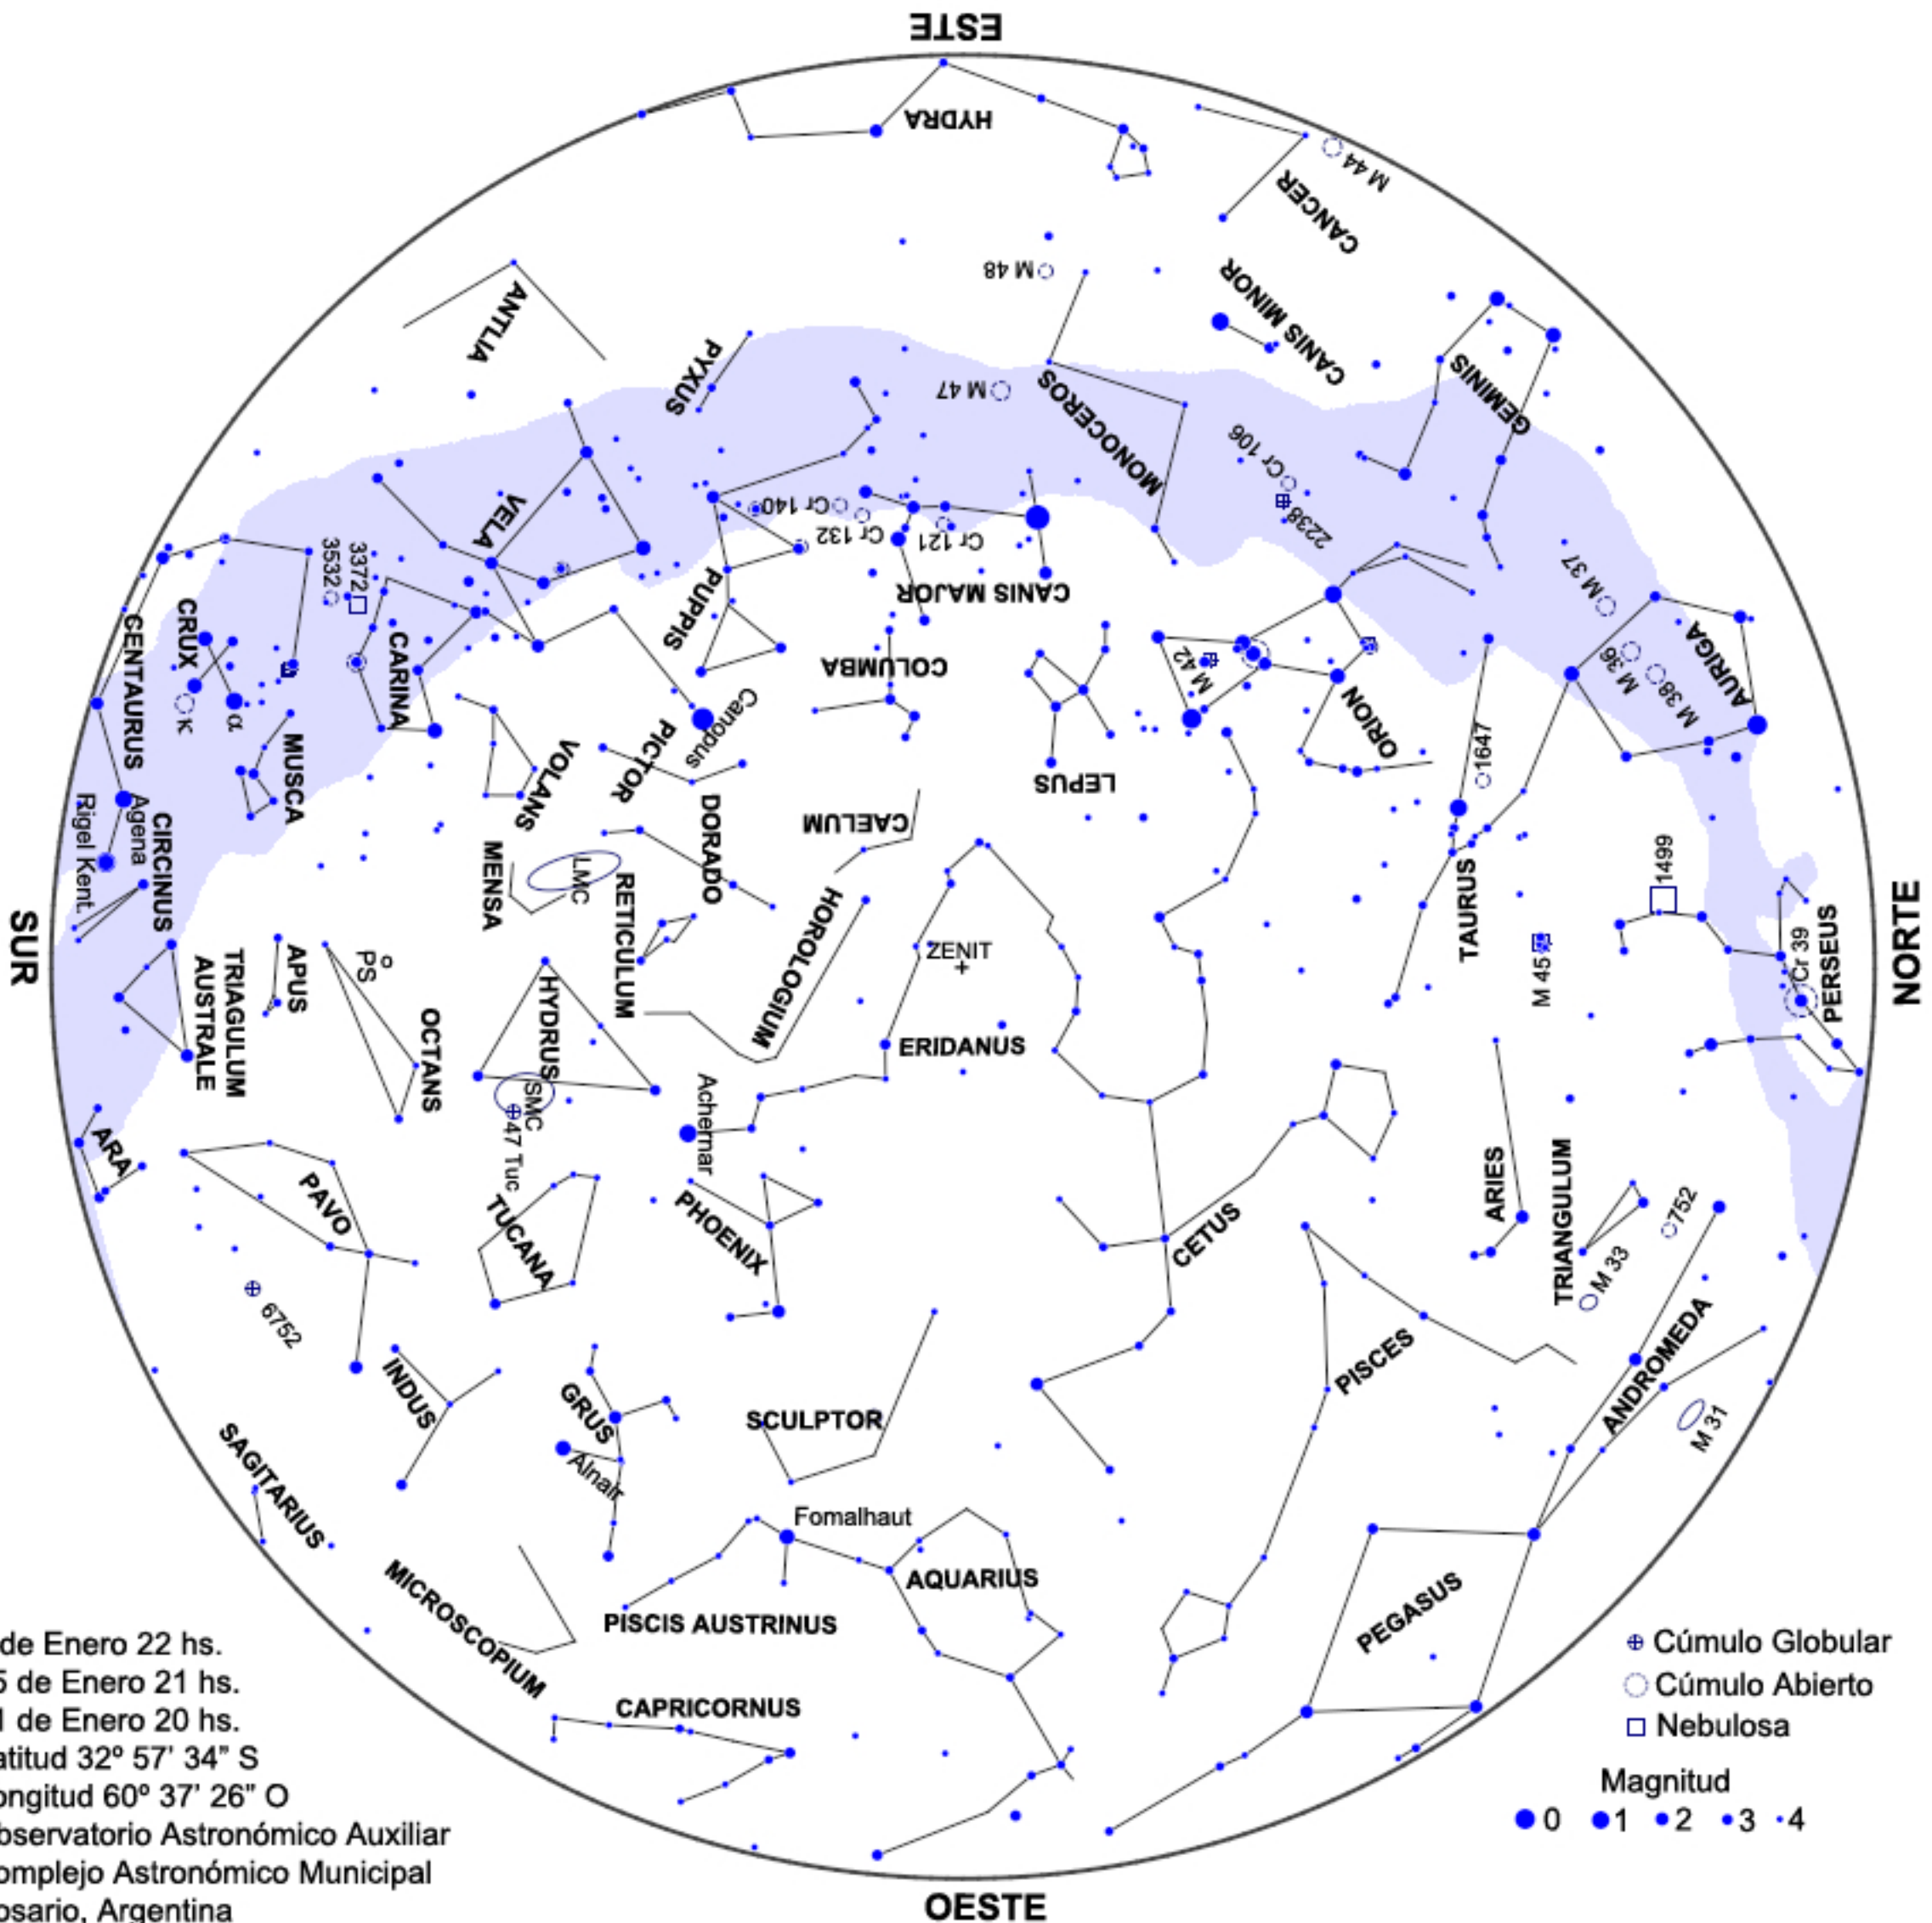 ESTE
HYDRA
M 44
CANCER
M 48
CANIS MINOR
ANTLIA
PYXUS
M 47
MONOCEROS
GEMINIS
Cr 106
2238
VELA
Cr 140
Cr 132
Cr 121
CANIS MAJOR
3532
3372
M 37
CRUX
CENTAURUS
CARINA
PUPPIS
COLUMBA
M 42
ORION
M 36
M 38
AURIGA
κ
α
MUSCA
Canopus
PICTOR
VOLANS
LEPUS
1647
Rigel Kent.
Agena
CIRCINUS
MENSA
LMC
DORADO
CAELUM
RETICULUM
HOROLOGIUM
TAURUS
1499
SUR
NORTE
TRIAGULUM
AUSTRALE
APUS
PS
OCTANS
HYDRUS
ZENIT
M 45
Cr 39
PERSEUS
ERIDANUS
SMC
47 Tuc
Achernar
ARA
PAVO
TUCANA
PHOENIX
CETUS
ARIES
TRIANGULUM
752
M 33
6752
INDUS
GRUS
Alnair
SCULPTOR
PISCES
ANDROMEDA
M 31
SAGITARIUS
Fomalhaut
MICROSCOPIUM
PISCIS AUSTRINUS
AQUARIUS
PEGASUS
CAPRICORNUS
OESTE
de Enero 22 hs.
5 de Enero 21 hs.
1 de Enero 20 hs.
atitud 32º 57' 34" S
ongitud 60º 37' 26" O
bservatorio Astronómico Auxiliar
omplejo Astronómico Municipal
osario, Argentina
Cúmulo Globular
Cúmulo Abierto
Nebulosa
Magnitud
0 1 2 3 4